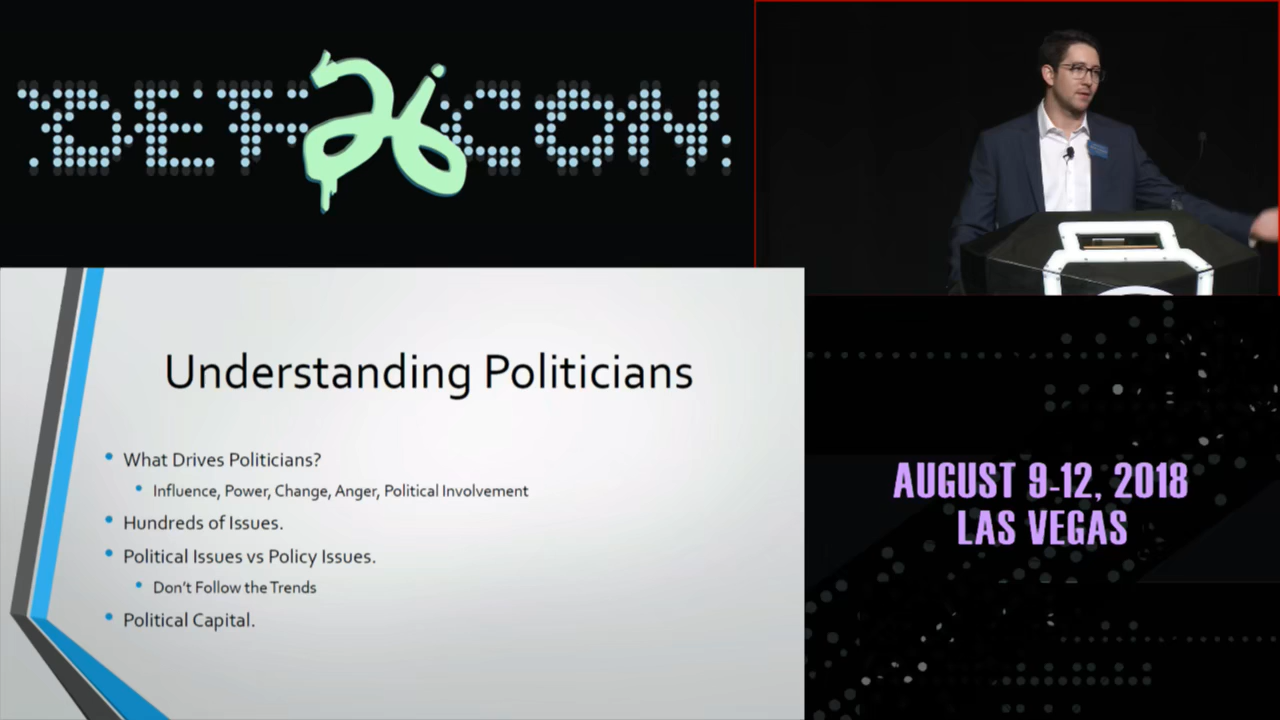 DEF 26 CON
Understanding Politicians
What Drives Politicians?
Influence, Power, Change, Anger, Political Involvement
Hundreds of Issues.
Political Issues vs Policy Issues.
Don't Follow the Trends
Political Capital.
AUGUST 9-12, 2018
LAS VEGAS